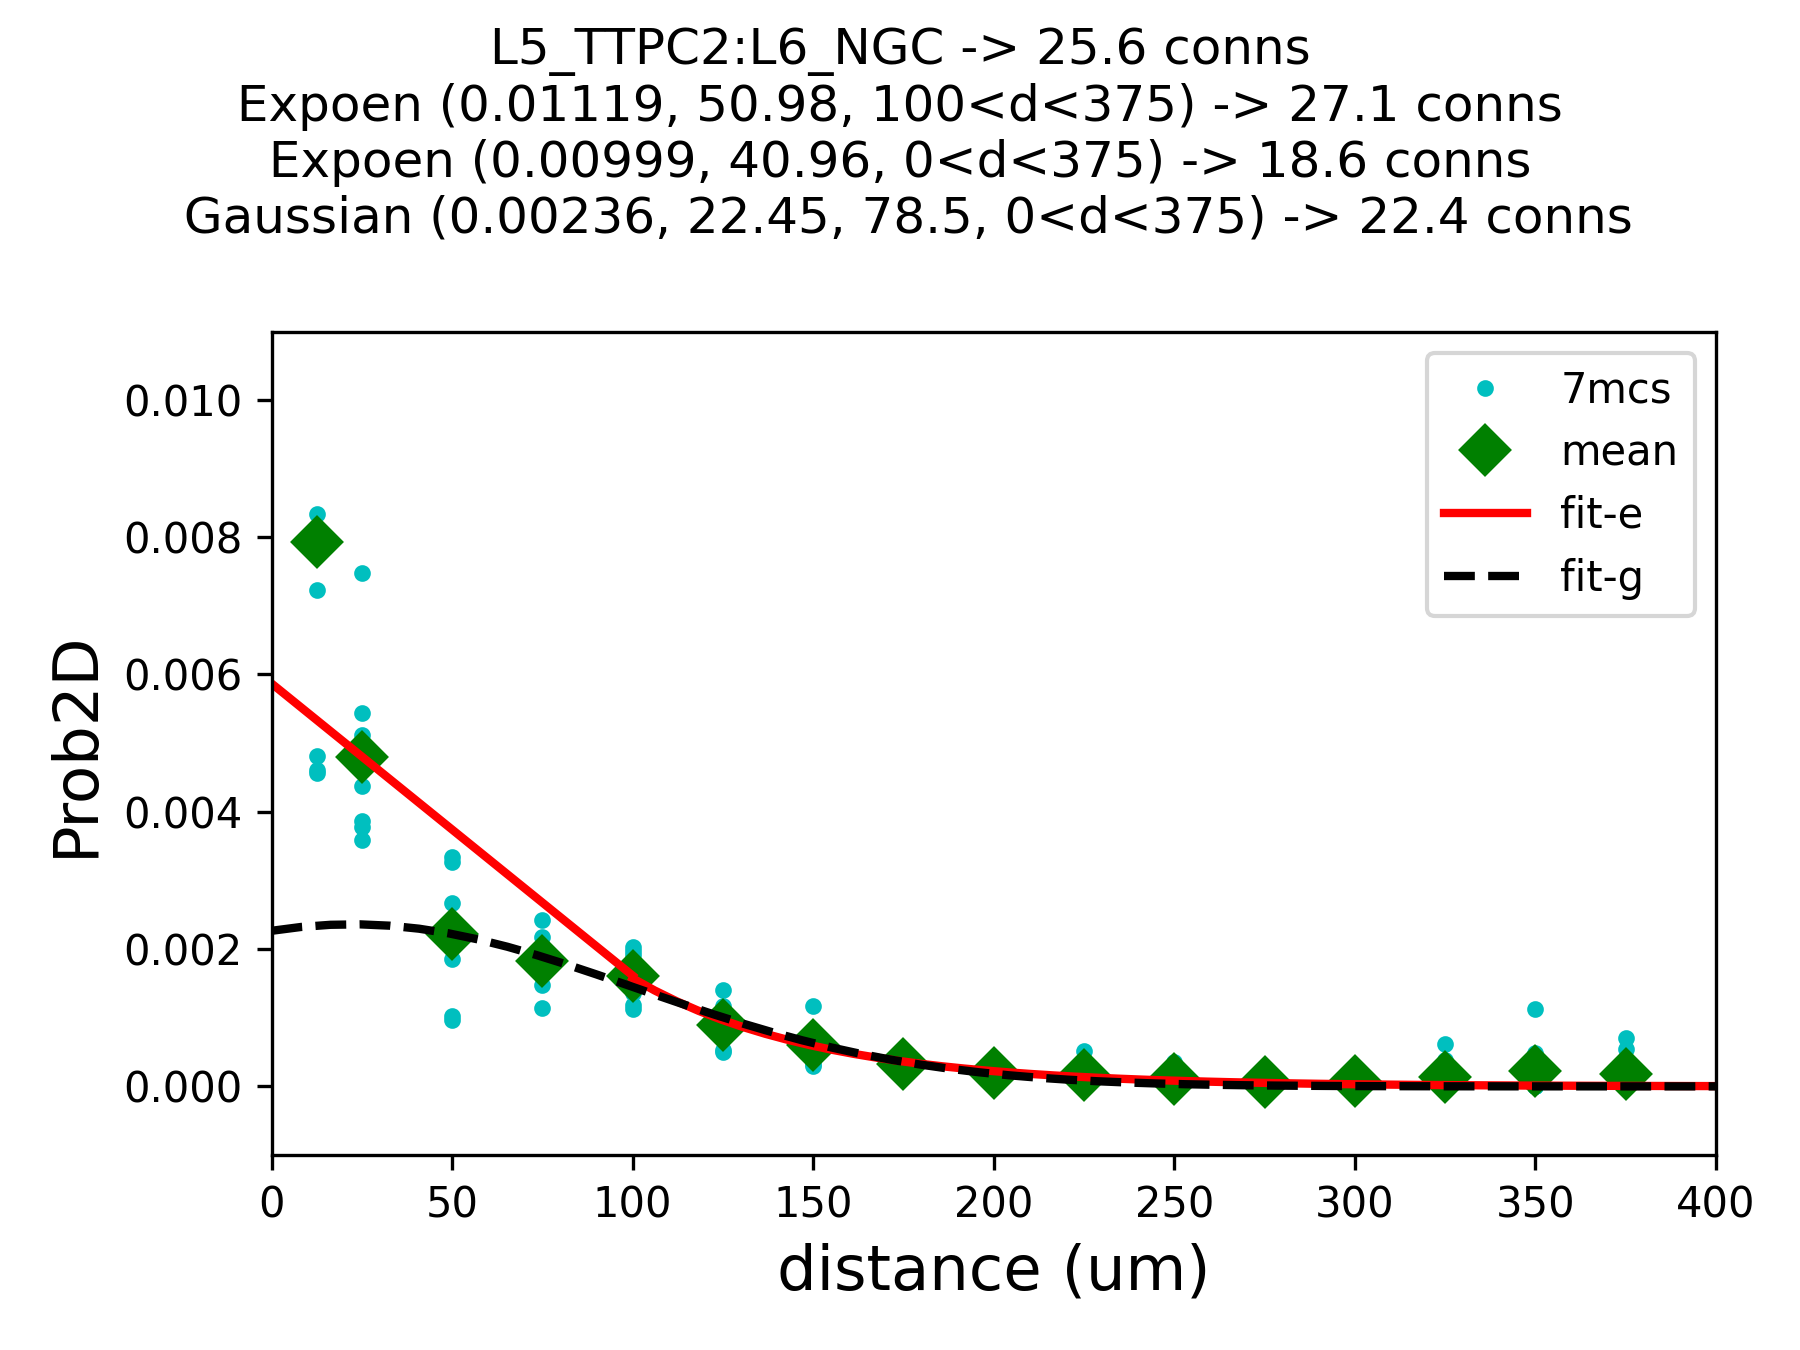 L5_TTPC2:L6_NGC -> 25.6 conns
Expoen (0.01119, 50.98, 100<d<375) -> 27.1 conns
Expoen (0.00999, 40.96, 0<d<375) -> 18.6 conns
Gaussian (0.00236, 22.45, 78.5, 0<d<375) -> 22.4 conns
7mcs
mean
fit-e
fit-g
Prob2D
0.010
0.008
0.006
0.004
0.002
0.000
0 50 100 150 200 250 300 350 400
distance (um)